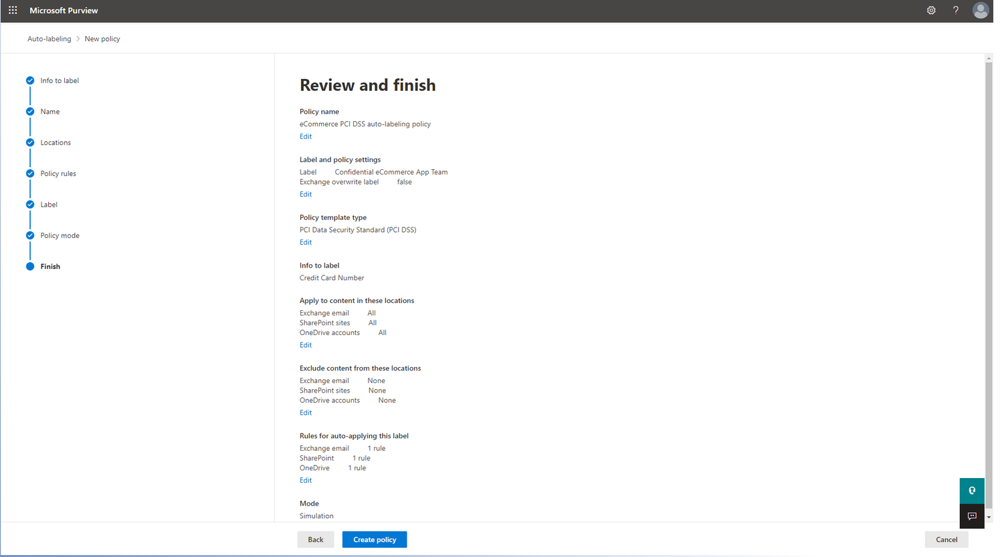 Microsoft Purview
?
Auto-labeling > New policy
Info to label
Name
Locations
Policy rules
Label
Policy mode
Finish
Review and finish
Policy name
eCommerce PCI DSS auto-labeling policy
Edit
Label and policy settings
Label Confidential eCommerce App Team
Exchange overwrite label false
Edit
Policy template type
PCI Data Security Standard (PCI DSS)
Edit
Info to label
Credit Card Number
Apply to content in these locations
Exchange email All
SharePoint sites All
OneDrive accounts All
Edit
Exclude content from these locations
Exchange email None
SharePoint sites None
OneDrive accounts None
Edit
Rules for auto-applying this label
Exchange email 1 rule
SharePoint 1 rule
OneDrive 1 rule
Edit
Mode
Simulation
Back Create policy Cancel